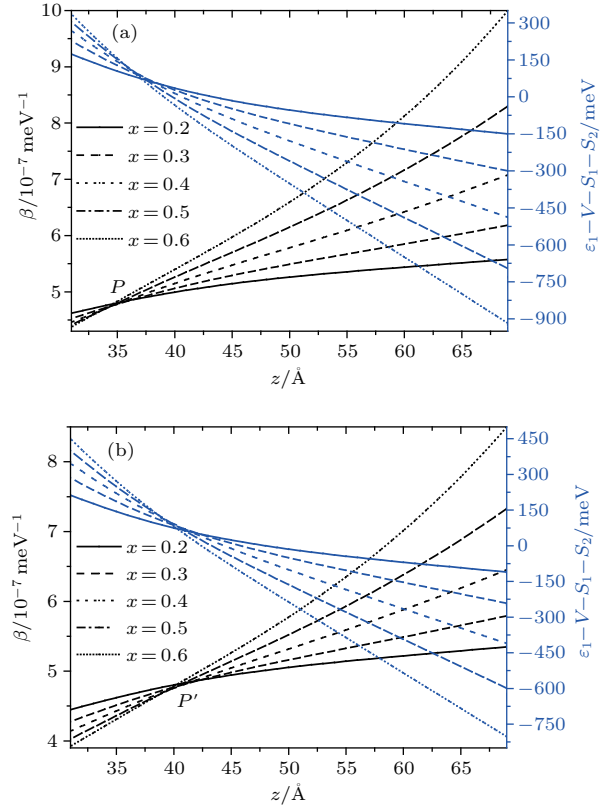 (a)
10
9
8
7
6
5
β/10⁻⁷ meV⁻¹
x=0.2
x=0.3
x=0.4
x=0.5
x=0.6
P
350
300
150
0
−150
−300
−450
−600
−750
−900
ε₁−V−S₁−S₂/meV
35 40 45 50 55 60 65
z/Å
(b)
8
7
6
5
4
β/10⁻⁷ meV⁻¹
x=0.2
x=0.3
x=0.4
x=0.5
x=0.6
P′
450
300
150
0
−150
−300
−450
−600
−750
ε₁−V−S₁−S₂/meV
35 40 45 50 55 60 65
z/Å